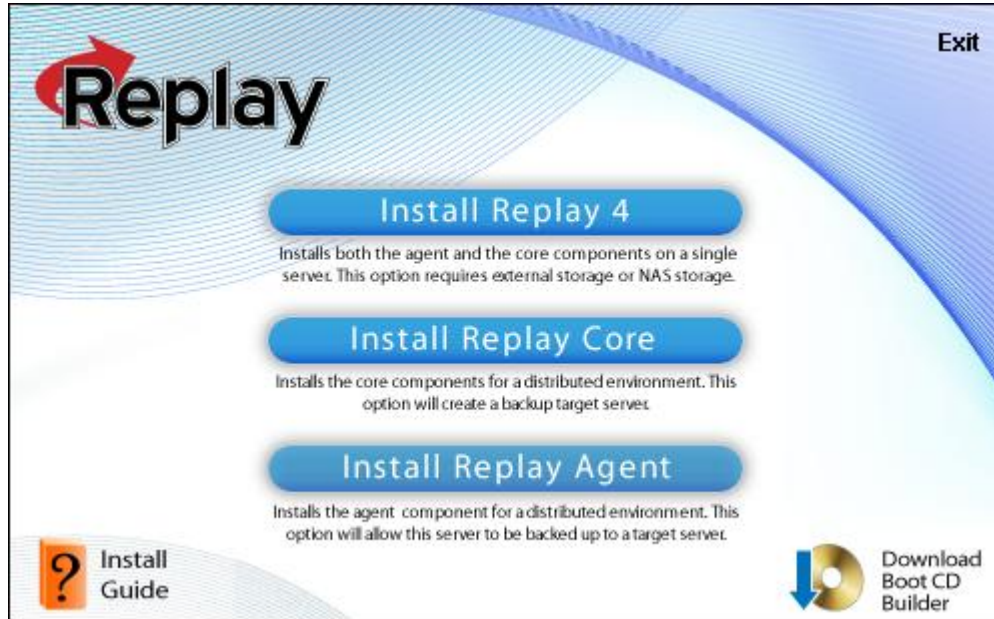 Exit
Replay
Install Replay 4
Installs both the agent and the core components on a single
server. This option requires external storage or NAS storage.
Install Replay Core
Installs the core components for a distributed environment. This
option will create a backup target server.
Install Replay Agent
Installs the agent component for a distributed environment. This
option will allow this server to be backed up to a target server.
?
Install
Guide
Download
Boot CD
Builder